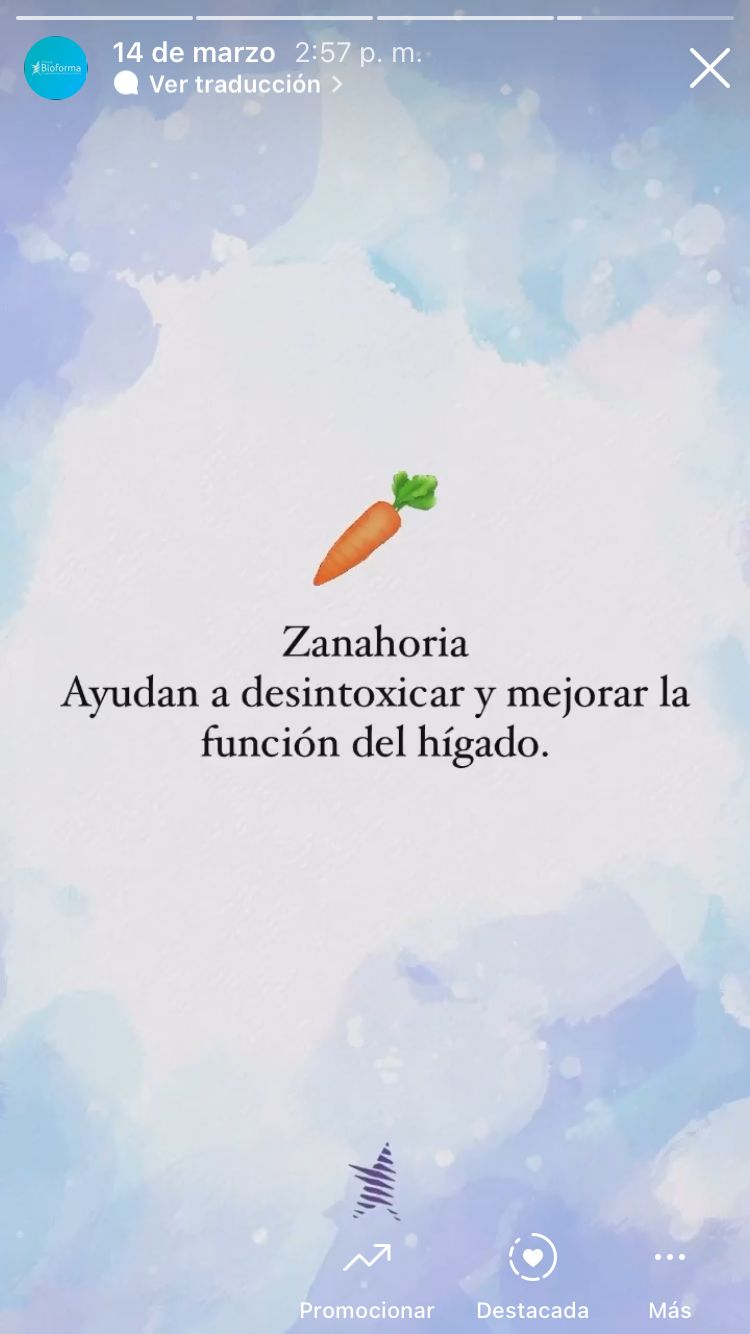 14 de marzo 2:57 p. m.
Bioforma
Ver traducción
Zanahoria
Ayudan a desintoxicar y mejorar la
función del hígado.
Promocionar Destacada Más